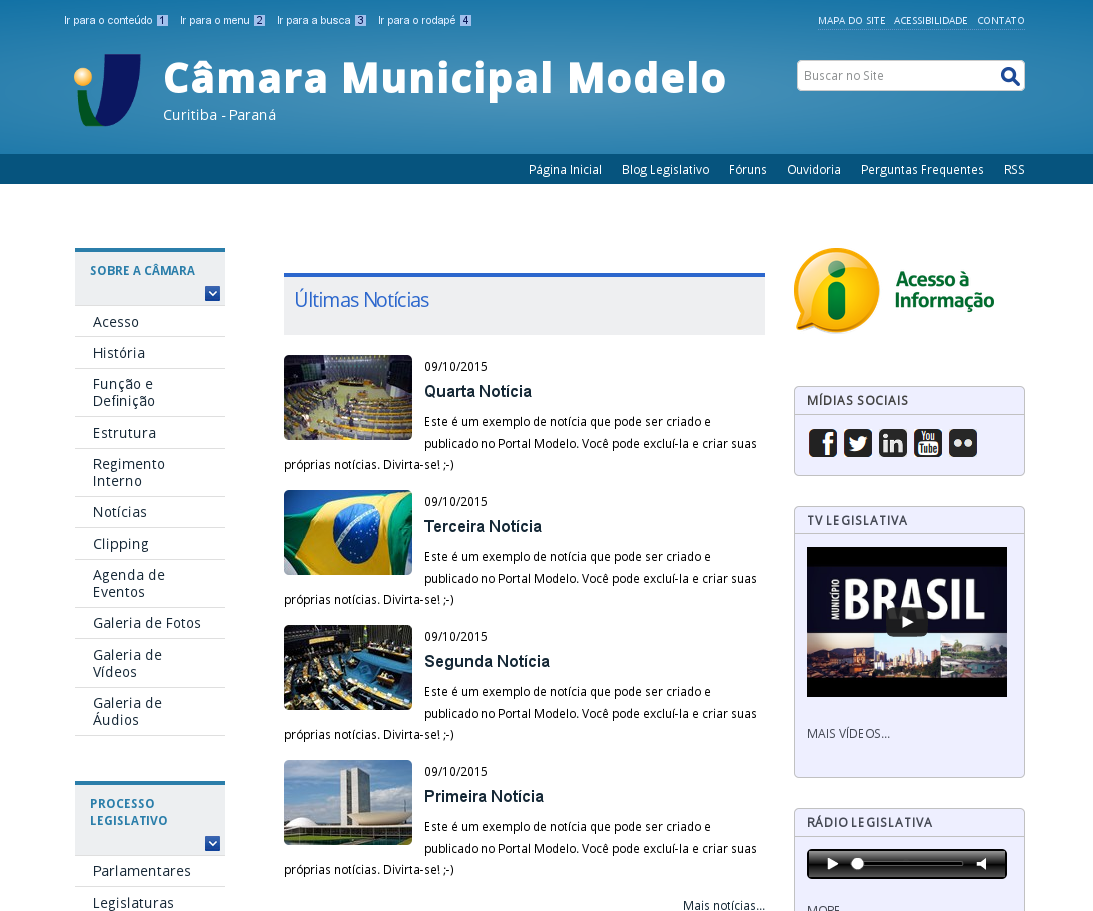 Ir para o conteúdo 1 Ir para o menu 2 Ir para a busca 3 Ir para o rodapé 4
MAPA DO SITE ACESSIBILIDADE CONTATO
Câmara Municipal Modelo
Curitiba - Paraná
Buscar no Site
Página Inicial Blog Legislativo Fóruns Ouvidoria Perguntas Frequentes RSS
SOBRE A CÂMARA
Acesso
História
Função e
Definição
Estrutura
Regimento
Interno
Notícias
Clipping
Agenda de
Eventos
Galeria de Fotos
Galeria de
Vídeos
Galeria de
Áudios
PROCESSO
LEGISLATIVO
Parlamentares
Legislaturas
Últimas Notícias
09/10/2015
Quarta Notícia
Este é um exemplo de notícia que pode ser criado e
publicado no Portal Modelo. Você pode excluí-la e criar suas
próprias notícias. Divirta-se! ;-)
09/10/2015
Terceira Notícia
Este é um exemplo de notícia que pode ser criado e
publicado no Portal Modelo. Você pode excluí-la e criar suas
próprias notícias. Divirta-se! ;-)
09/10/2015
Segunda Notícia
Este é um exemplo de notícia que pode ser criado e
publicado no Portal Modelo. Você pode excluí-la e criar suas
próprias notícias. Divirta-se! ;-)
09/10/2015
Primeira Notícia
Este é um exemplo de notícia que pode ser criado e
publicado no Portal Modelo. Você pode excluí-la e criar suas
próprias notícias. Divirta-se! ;-)
Mais notícias...
Acesso à
Informação
MÍDIAS SOCIAIS
You
Tube
TV LEGISLATIVA
MUNICÍPIO
BRASIL
MAIS VÍDEOS...
RÁDIO LEGISLATIVA
MORE